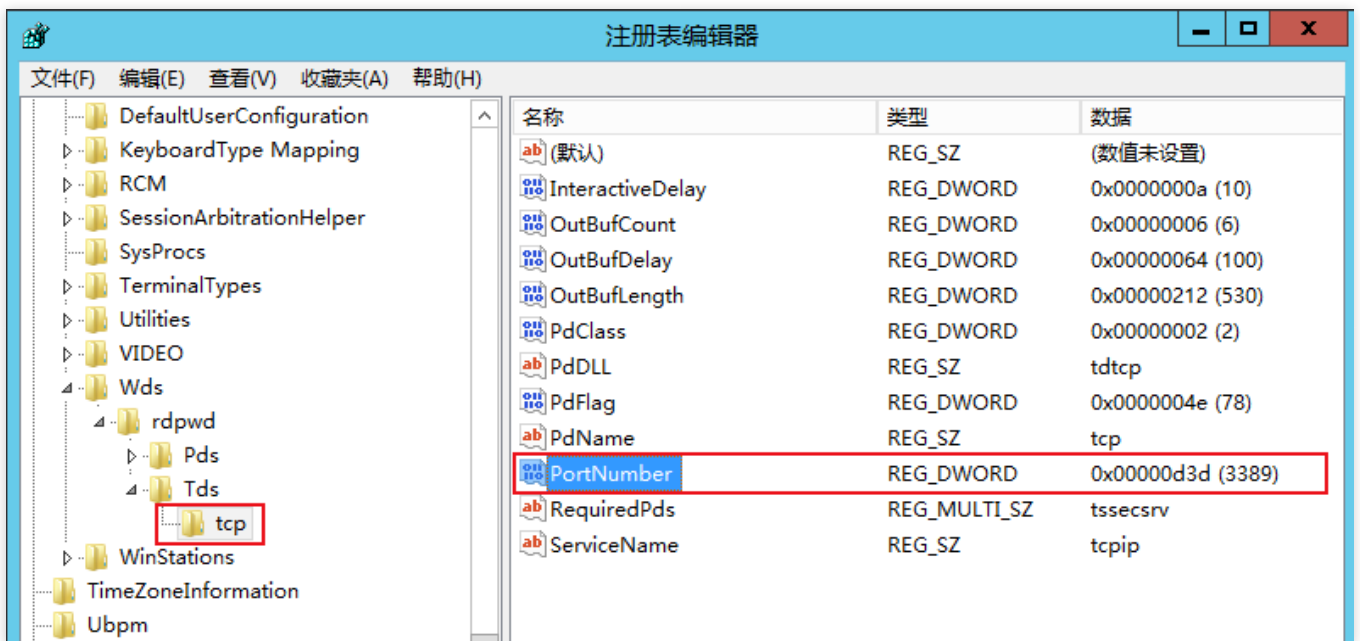 注册表编辑器
文件(F) 编辑(E) 查看(V) 收藏夹(A) 帮助(H)
DefaultUserConfiguration
KeyboardType Mapping
RCM
SessionArbitrationHelper
SysProcs
TerminalTypes
Utilities
VIDEO
Wds
rdpwd
Pds
Tds
tcp
WinStations
TimeZoneInformation
Ubpm
名称 类型 数据
(默认) REG_SZ (数值未设置)
InteractiveDelay REG_DWORD 0x0000000a (10)
OutBufCount REG_DWORD 0x00000006 (6)
OutBufDelay REG_DWORD 0x00000064 (100)
OutBufLength REG_DWORD 0x00000212 (530)
PdClass REG_DWORD 0x00000002 (2)
PdDLL REG_SZ tdtcp
PdFlag REG_DWORD 0x0000004e (78)
PdName REG_SZ tcp
PortNumber REG_DWORD 0x00000d3d (3389)
RequiredPds REG_MULTI_SZ tssecsrv
ServiceName REG_SZ tcpip